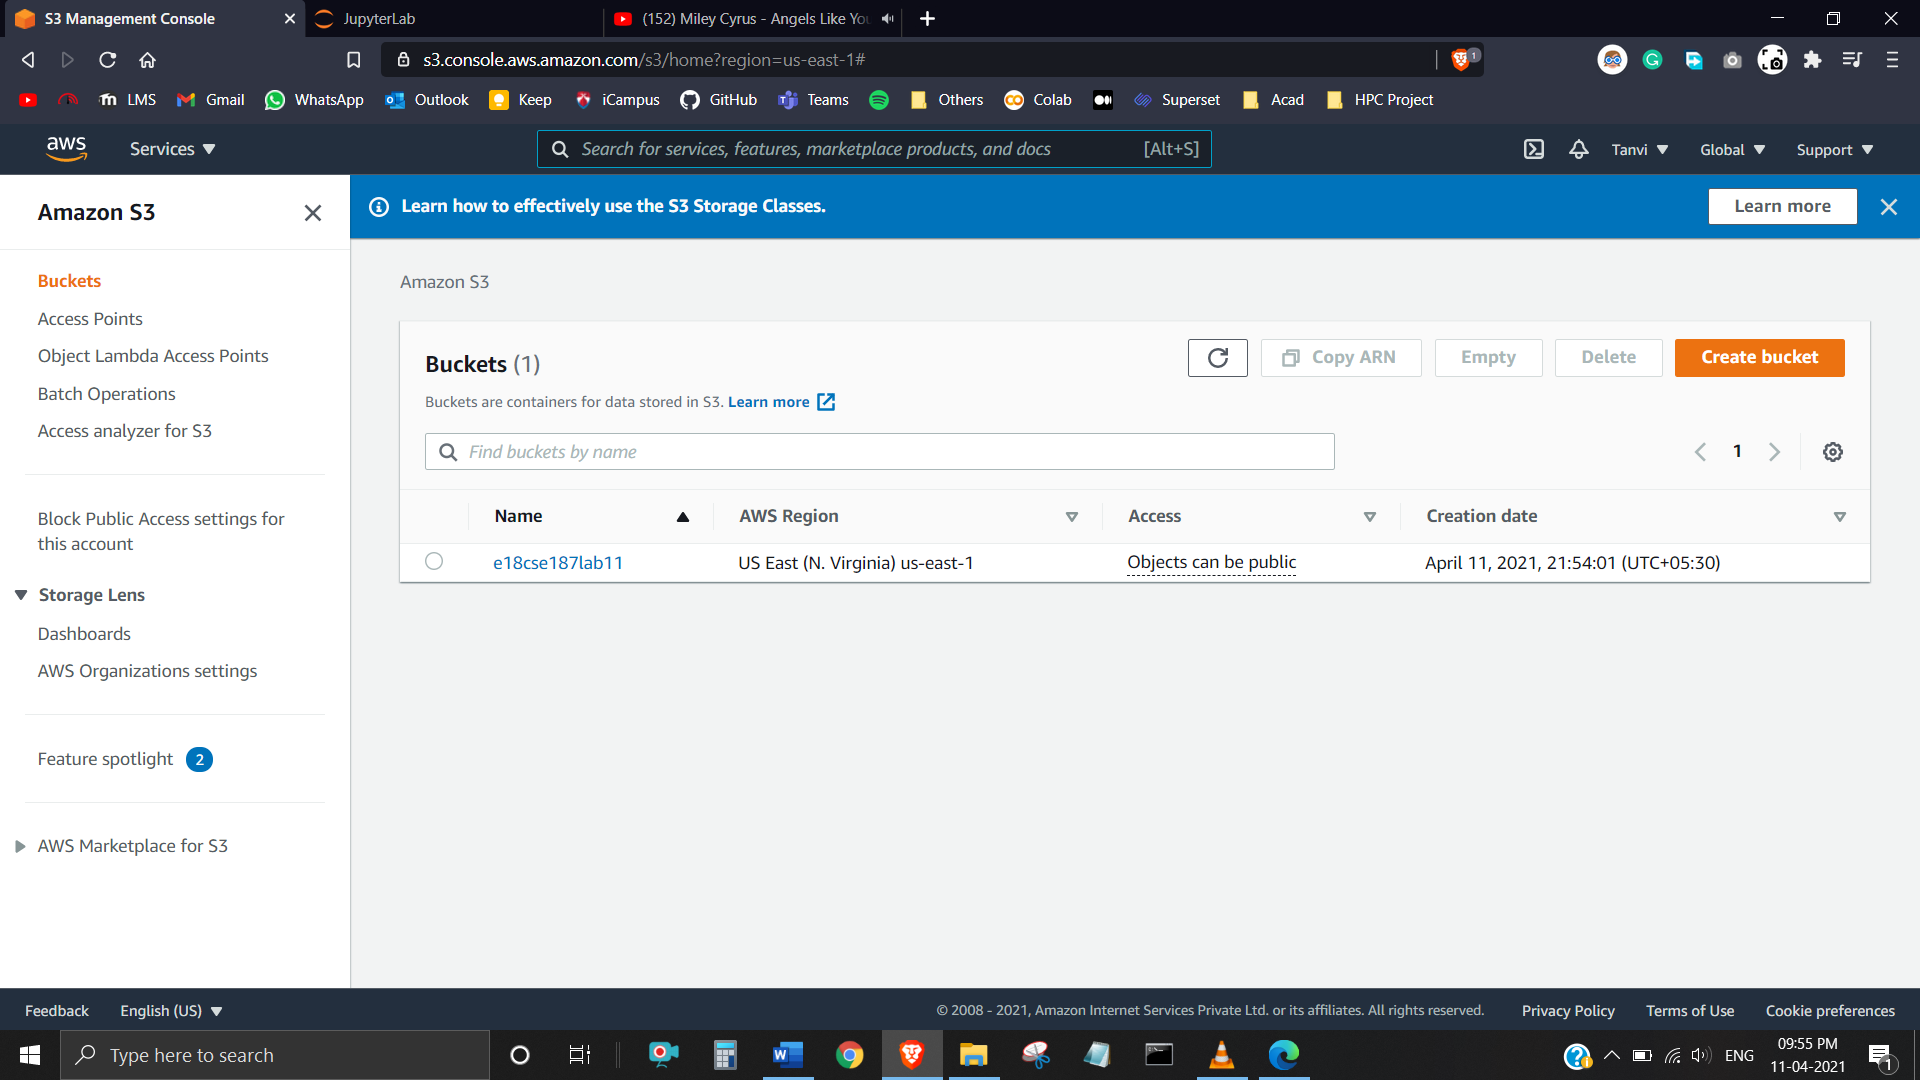 S3 Management Console
JupyterLab
(152) Miley Cyrus - Angels Like You
s3.console.aws.amazon.com/s3/home?region=us-east-1#
1
LMS
Gmail
WhatsApp
Outlook
Keep
iCampus
GitHub
Teams
Others
Colab
Superset
Acad
HPC Project
aws
Services
Search for services, features, marketplace products, and docs
[Alt+S]
Tanvi
Global
Support
Amazon S3
Buckets
Access Points
Object Lambda Access Points
Batch Operations
Access analyzer for S3
Block Public Access settings for
this account
Storage Lens
Dashboards
AWS Organizations settings
Feature spotlight 2
AWS Marketplace for S3
Learn how to effectively use the S3 Storage Classes.
Learn more
Amazon S3
Buckets (1)
Copy ARN
Empty
Delete
Create bucket
Buckets are containers for data stored in S3. Learn more
Find buckets by name
1
Name
AWS Region
Access
Creation date
e18cse187lab11
US East (N. Virginia) us-east-1
Objects can be public
April 11, 2021, 21:54:01 (UTC+05:30)
Feedback
English (US)
© 2008 - 2021, Amazon Internet Services Private Ltd. or its affiliates. All rights reserved.
Privacy Policy
Terms of Use
Cookie preferences
Type here to search
ENG
09:55 PM
11-04-2021
1